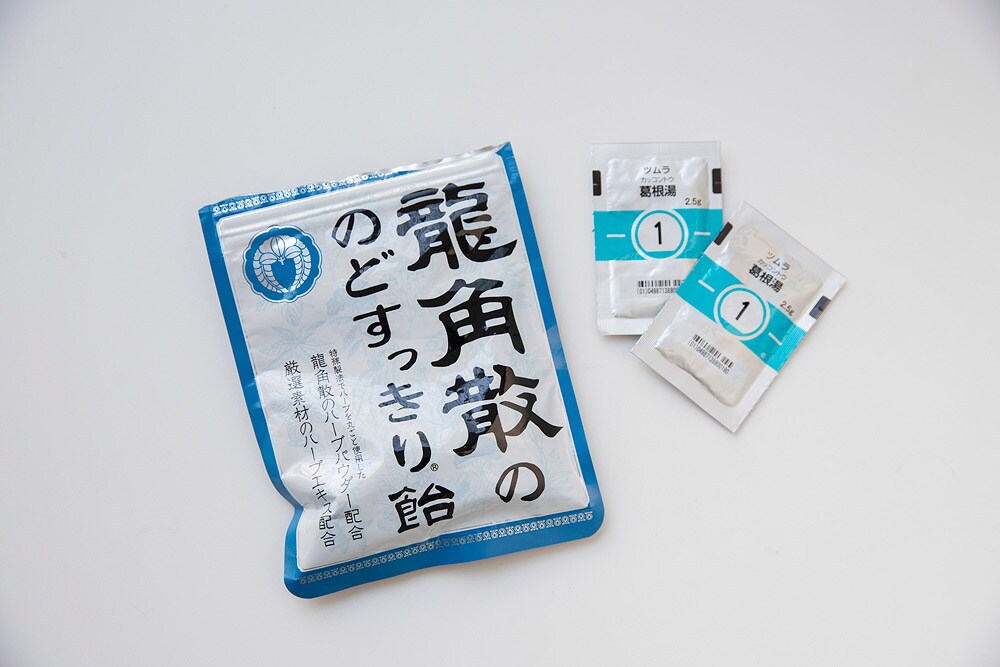 龍角散の
のどすっきり飴®
特殊製法でハーブを丸ごと使用した
龍角散のハーブパウダー配合
厳選素材のハーブエキス配合
ツムラ
カッコントウ
葛根湯
2.5g
1
ツムラ
カッコントウ
葛根湯
2.5g
1